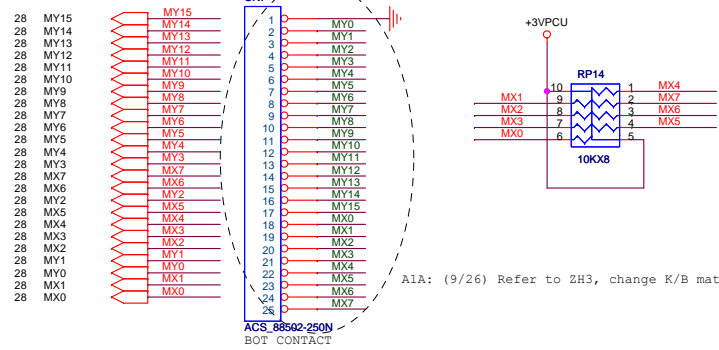 28 MY15 MY15
28 MY14 MY14
28 MY13 MY13
28 MY12 MY12
28 MY11 MY11
28 MY10 MY10
28 MY9 MY9
28 MY8 MY8
28 MY7 MY7
28 MY6 MY6
28 MY5 MY5
28 MY4 MY4
28 MY3 MY3
28 MX7 MX7
28 MX6 MX6
28 MY2 MY2
28 MX5 MX5
28 MX4 MX4
28 MX3 MX3
28 MX2 MX2
28 MY1 MY1
28 MY0 MY0
28 MX1 MX1
28 MX0 MX0
1
2 MY0
3 MY1
4 MY2
5 MY3
6 MY4
7 MY5
8 MY6
9 MY7
10 MY8
11 MY9
12 MY10
13 MY11
14 MY12
15 MY13
16 MY14
17 MY15
18 MX0
19 MX1
20 MX2
21 MX3
22 MX4
23 MX5
24 MX6
25 MX7
ACS_88502-250N
BOT CONTACT
+3VPCU
RP14
10 1 MX4
MX1 9 2 MX7
MX2 8 3 MX6
MX3 7 4 MX5
MX0 6 5
10KX8
A1A: (9/26) Refer to ZH3, change K/B mat